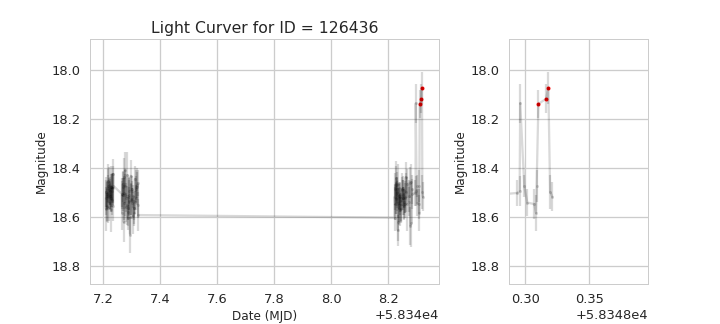 Light Curver for ID = 126436
Magnitude
18.0
18.2
18.4
18.6
18.8
7.2 7.4 7.6 7.8 8.0 8.2
Date (MJD)
+5.834e4
Magnitude
18.0
18.2
18.4
18.6
18.8
0.30 0.35
+5.8348e4